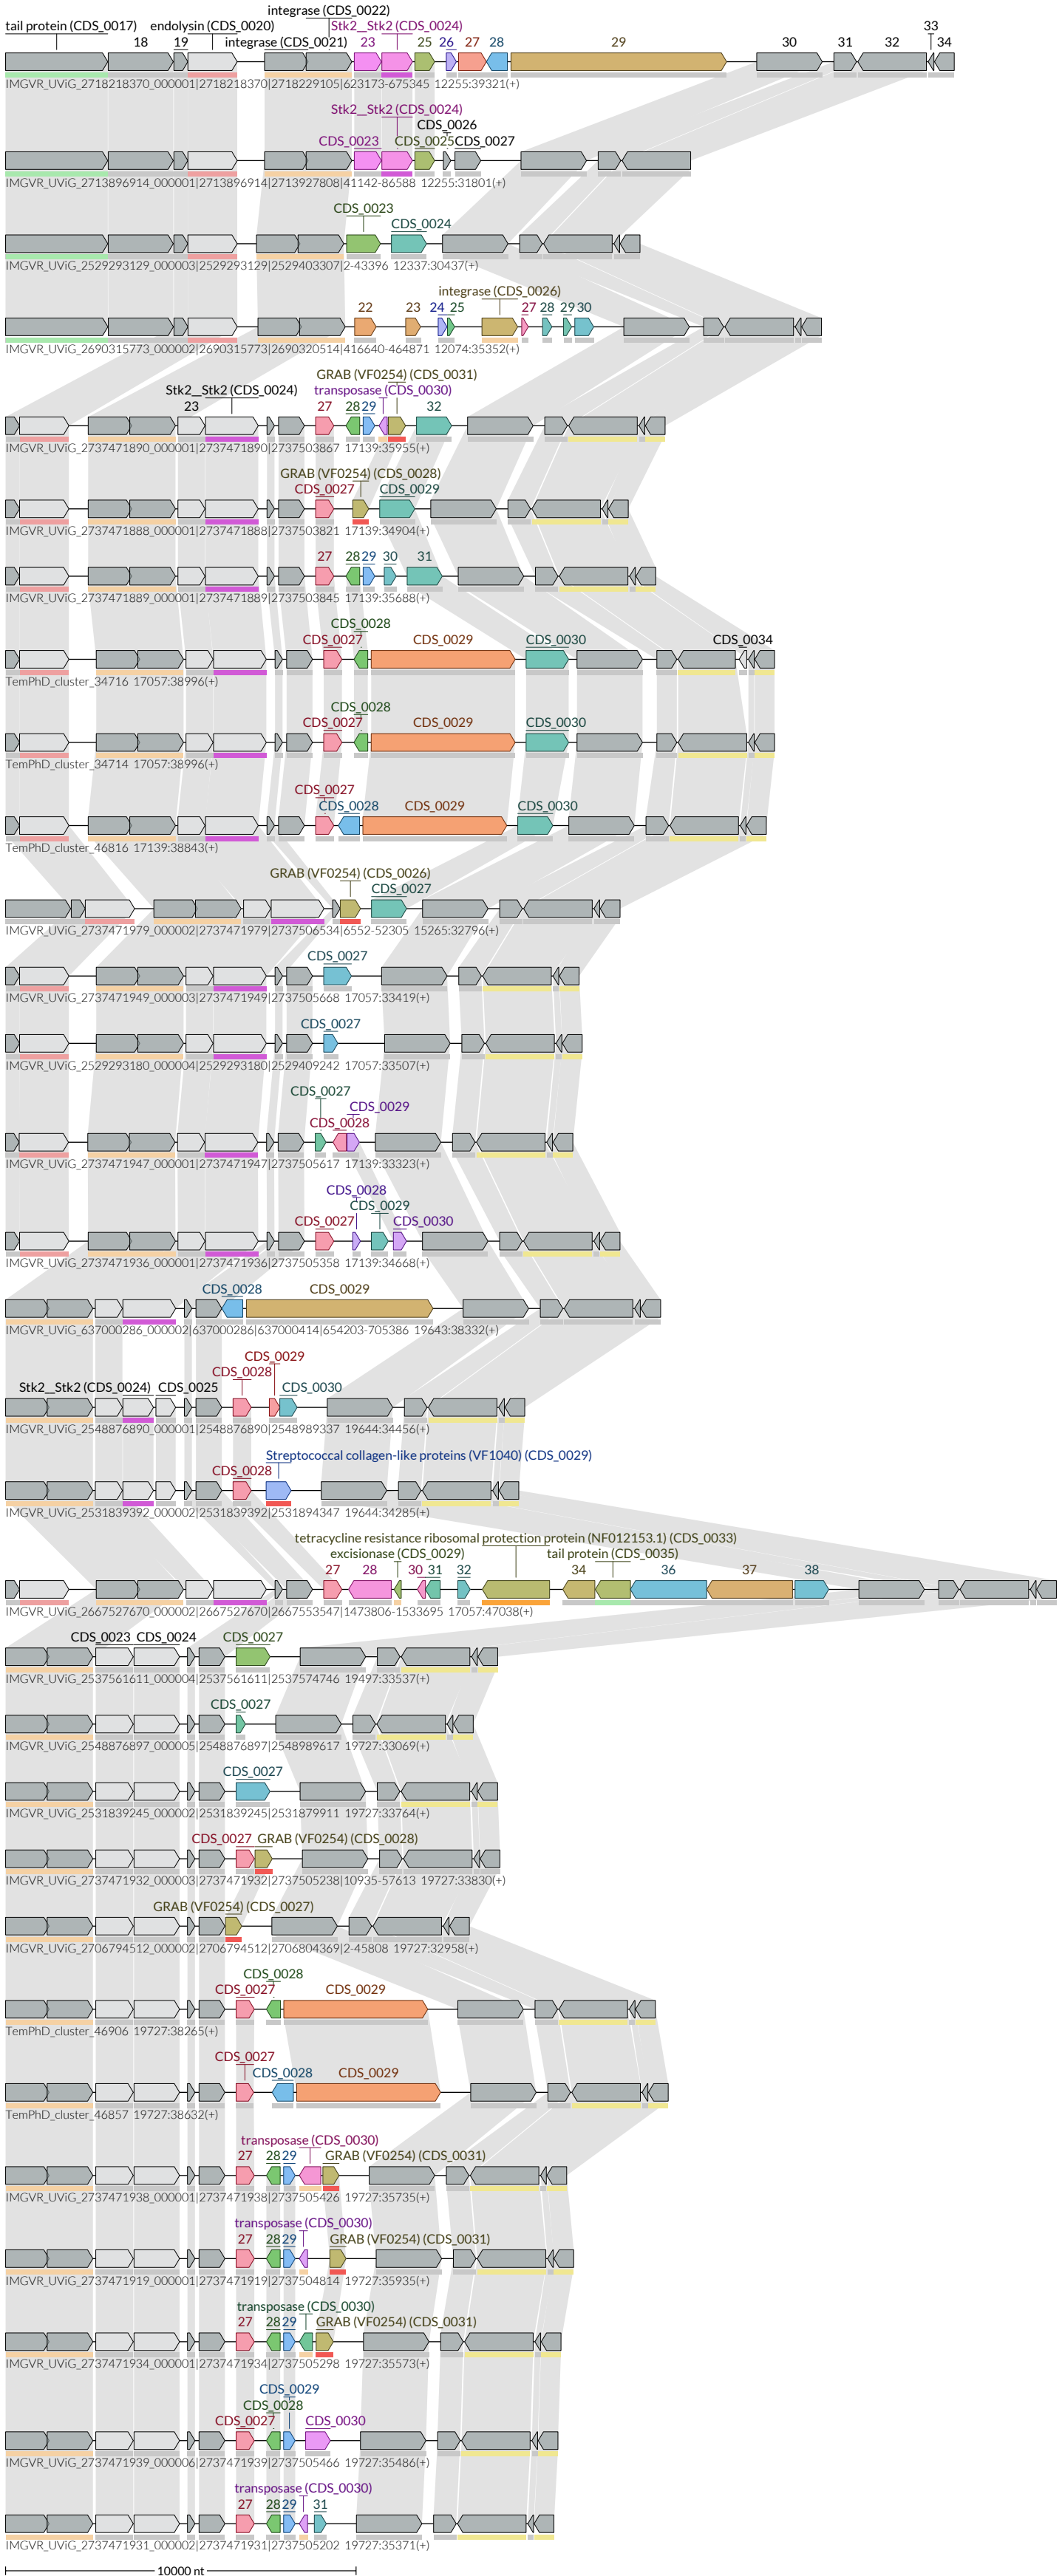 integrase (CDS_0022)
tail protein (CDS_0017) endolysin (CDS_0020) Stk2__Stk2 (CDS_0024) 33
18 19 integrase (CDS_0021) 23 25 26 27 28 29 30 31 32 34
IMGVR_UViG_2718218370_000001|2718218370|2718229105|623173-675345 12255:39321(+)
Stk2__Stk2 (CDS_0024)
CDS_0026
CDS_0023 CDS_0025 CDS_0027
IMGVR_UViG_2713896914_000001|2713896914|2713927808|41142-86588 12255:31801(+)
CDS_0023
CDS_0024
IMGVR_UViG_2529293129_000003|2529293129|2529403307|2-43396 12337:30437(+)
integrase (CDS_0026)
22 23 24 25 27 28 29 30
IMGVR_UViG_2690315773_000002|2690315773|2690320514|416640-464871 12074:35352(+)
GRAB (VF0254) (CDS_0031)
Stk2__Stk2 (CDS_0024) transposase (CDS_0030)
23 27 28 29 32
IMGVR_UViG_2737471890_000001|2737471890|2737503867 17139:35955(+)
GRAB (VF0254) (CDS_0028)
CDS_0027 CDS_0029
IMGVR_UViG_2737471888_000001|2737471888|2737503821 17139:34904(+)
27 28 29 30 31
IMGVR_UViG_2737471889_000001|2737471889|2737503845 17139:35688(+)
CDS_0028
CDS_0027 CDS_0029 CDS_0030 CDS_0034
TemPhD_cluster_34716 17057:38996(+)
CDS_0028
CDS_0027 CDS_0029 CDS_0030
TemPhD_cluster_34714 17057:38996(+)
CDS_0027
CDS_0028 CDS_0029 CDS_0030
TemPhD_cluster_46816 17139:38843(+)
GRAB (VF0254) (CDS_0026)
CDS_0027
IMGVR_UViG_2737471979_000002|2737471979|2737506534|6552-52305 15265:32796(+)
CDS_0027
IMGVR_UViG_2737471949_000003|2737471949|2737505668 17057:33419(+)
CDS_0027
IMGVR_UViG_2529293180_000004|2529293180|2529409242 17057:33507(+)
CDS_0027
CDS_0029
CDS_0028
IMGVR_UViG_2737471947_000001|2737471947|2737505617 17139:33323(+)
CDS_0028
CDS_0029
CDS_0027 CDS_0030
IMGVR_UViG_2737471936_000001|2737471936|2737505358 17139:34668(+)
CDS_0028 CDS_0029
IMGVR_UViG_637000286_000002|637000286|637000414|654203-705386 19643:38332(+)
CDS_0029
CDS_0028
Stk2__Stk2 (CDS_0024) CDS_0025 CDS_0030
IMGVR_UViG_2548876890_000001|2548876890|2548989337 19644:34456(+)
Streptococcal collagen-like proteins (VF1040) (CDS_0029)
CDS_0028
IMGVR_UViG_2531839392_000002|2531839392|2531894347 19644:34285(+)
tetracycline resistance ribosomal protection protein (NF012153.1) (CDS_0033)
excisionase (CDS_0029) tail protein (CDS_0035)
27 28 30 31 32 34 36 37 38
IMGVR_UViG_2667527670_000002|2667527670|2667553547|1473806-1533695 17057:47038(+)
CDS_0023 CDS_0024 CDS_0027
IMGVR_UViG_2537561611_000004|2537561611|2537574746 19497:33537(+)
CDS_0027
IMGVR_UViG_2548876897_000005|2548876897|2548989617 19727:33069(+)
CDS_0027
IMGVR_UViG_2531839245_000002|2531839245|2531879911 19727:33764(+)
CDS_0027 GRAB (VF0254) (CDS_0028)
IMGVR_UViG_2737471932_000003|2737471932|2737505238|10935-57613 19727:33830(+)
GRAB (VF0254) (CDS_0027)
IMGVR_UViG_2706794512_000002|2706794512|2706804369|2-45808 19727:32958(+)
CDS_0028
CDS_0027 CDS_0029
TemPhD_cluster_46906 19727:38265(+)
CDS_0027
CDS_0028 CDS_0029
TemPhD_cluster_46857 19727:38632(+)
transposase (CDS_0030)
27 28 29 GRAB (VF0254) (CDS_0031)
IMGVR_UViG_2737471938_000001|2737471938|2737505426 19727:35735(+)
transposase (CDS_0030)
27 28 29 GRAB (VF0254) (CDS_0031)
IMGVR_UViG_2737471919_000001|2737471919|2737504814 19727:35935(+)
transposase (CDS_0030)
27 28 29 GRAB (VF0254) (CDS_0031)
IMGVR_UViG_2737471934_000001|2737471934|2737505298 19727:35573(+)
CDS_0029
CDS_0028
CDS_0027 CDS_0030
IMGVR_UViG_2737471939_000006|2737471939|2737505466 19727:35486(+)
transposase (CDS_0030)
27 28 29 31
IMGVR_UViG_2737471931_000002|2737471931|2737505202 19727:35371(+)
10000 nt